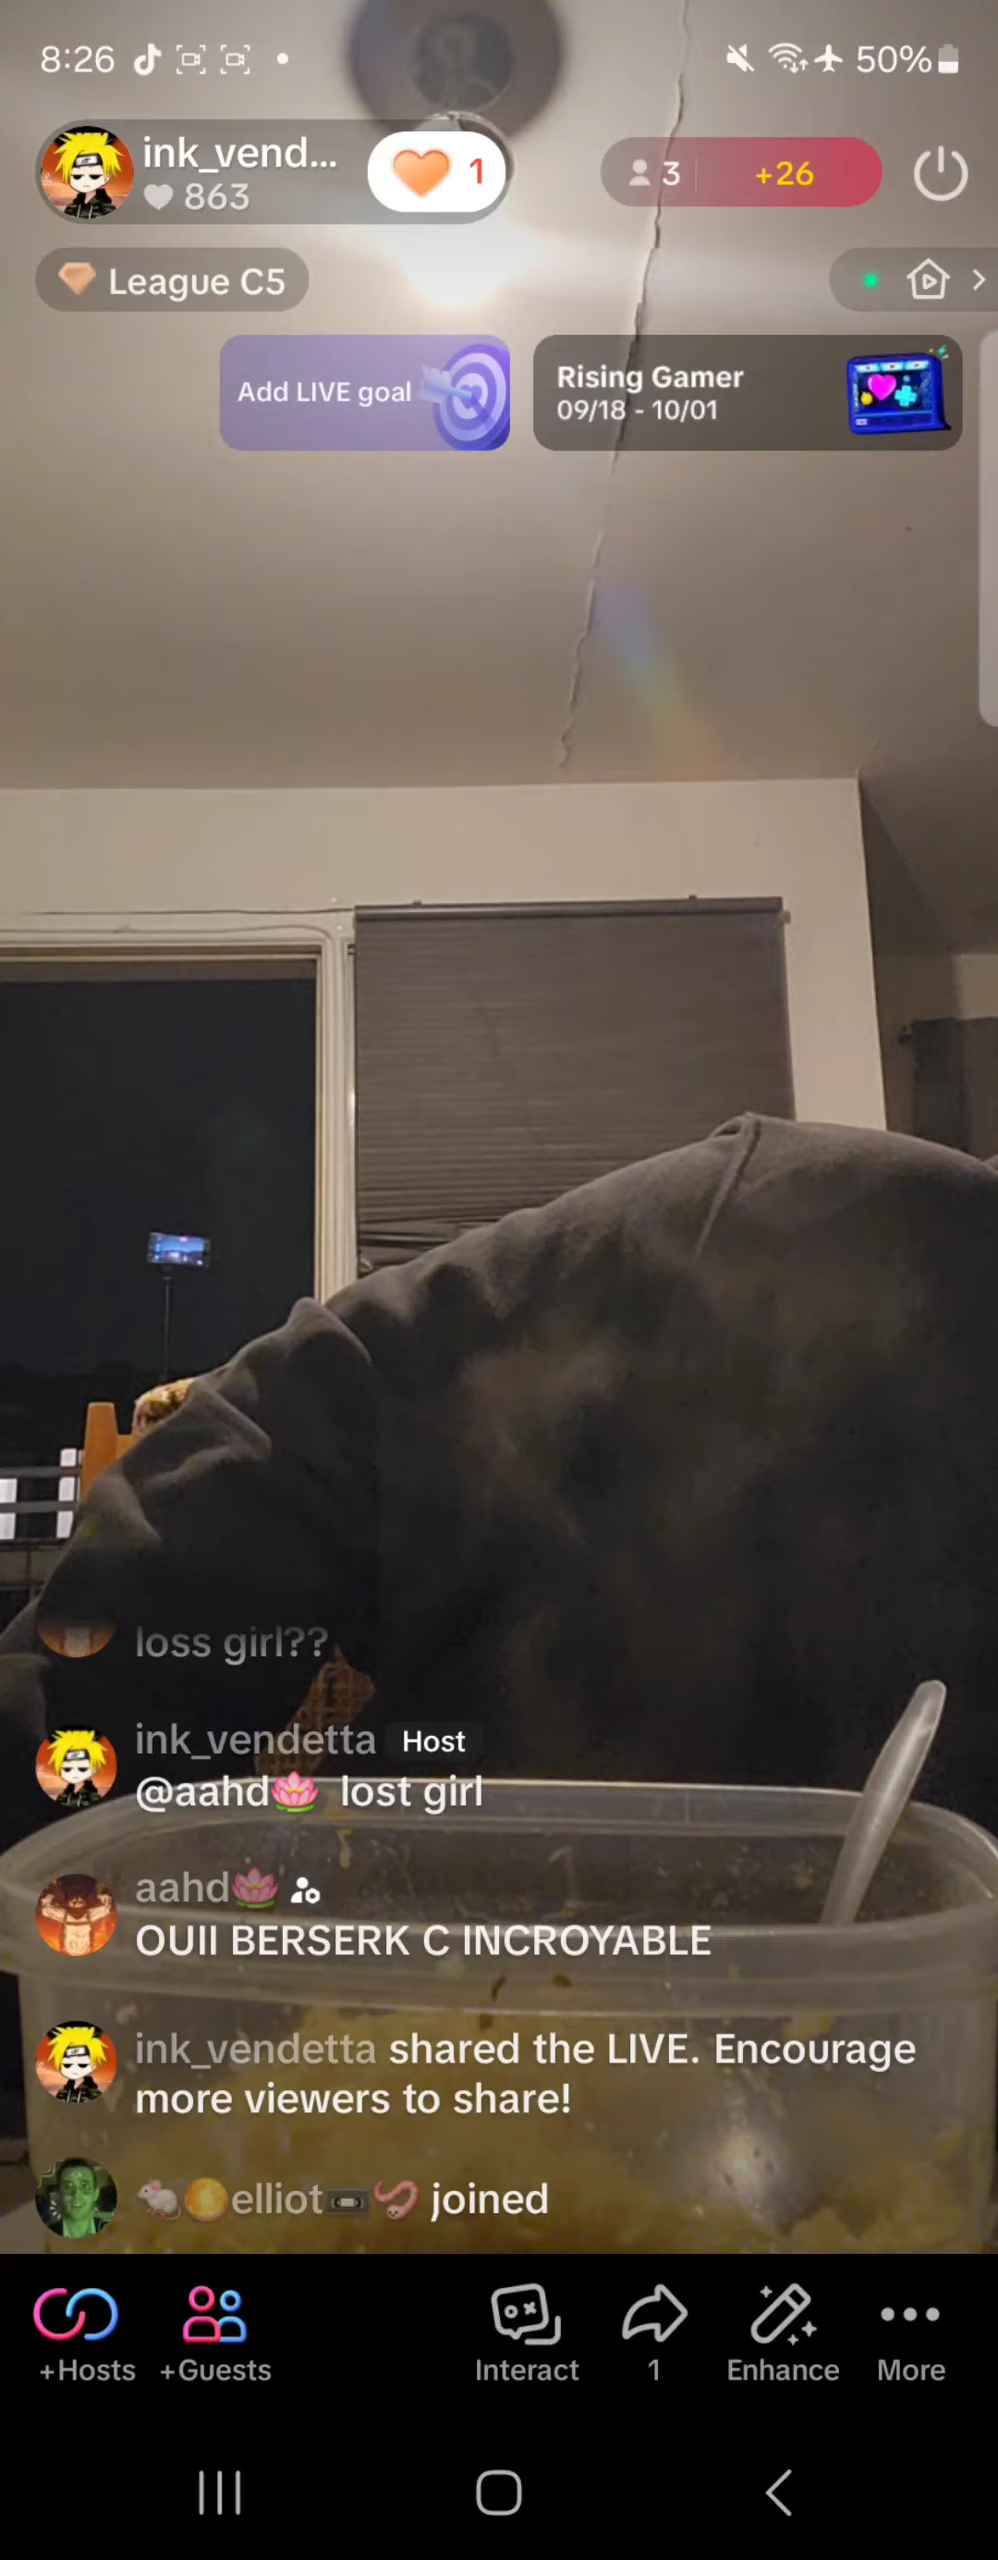 8:26
50%
ink_vend...
863
1
3
+26
League C5
Add LIVE goal
Rising Gamer
09/18 - 10/01
loss girl??
ink_vendetta Host
@aahd🪷 lost girl
aahd🪷
OUII BERSERK C INCROYABLE
ink_vendetta shared the LIVE. Encourage
more viewers to share!
🐁🌕elliot📼🪱 joined
+Hosts
+Guests
Interact
1
Enhance
More